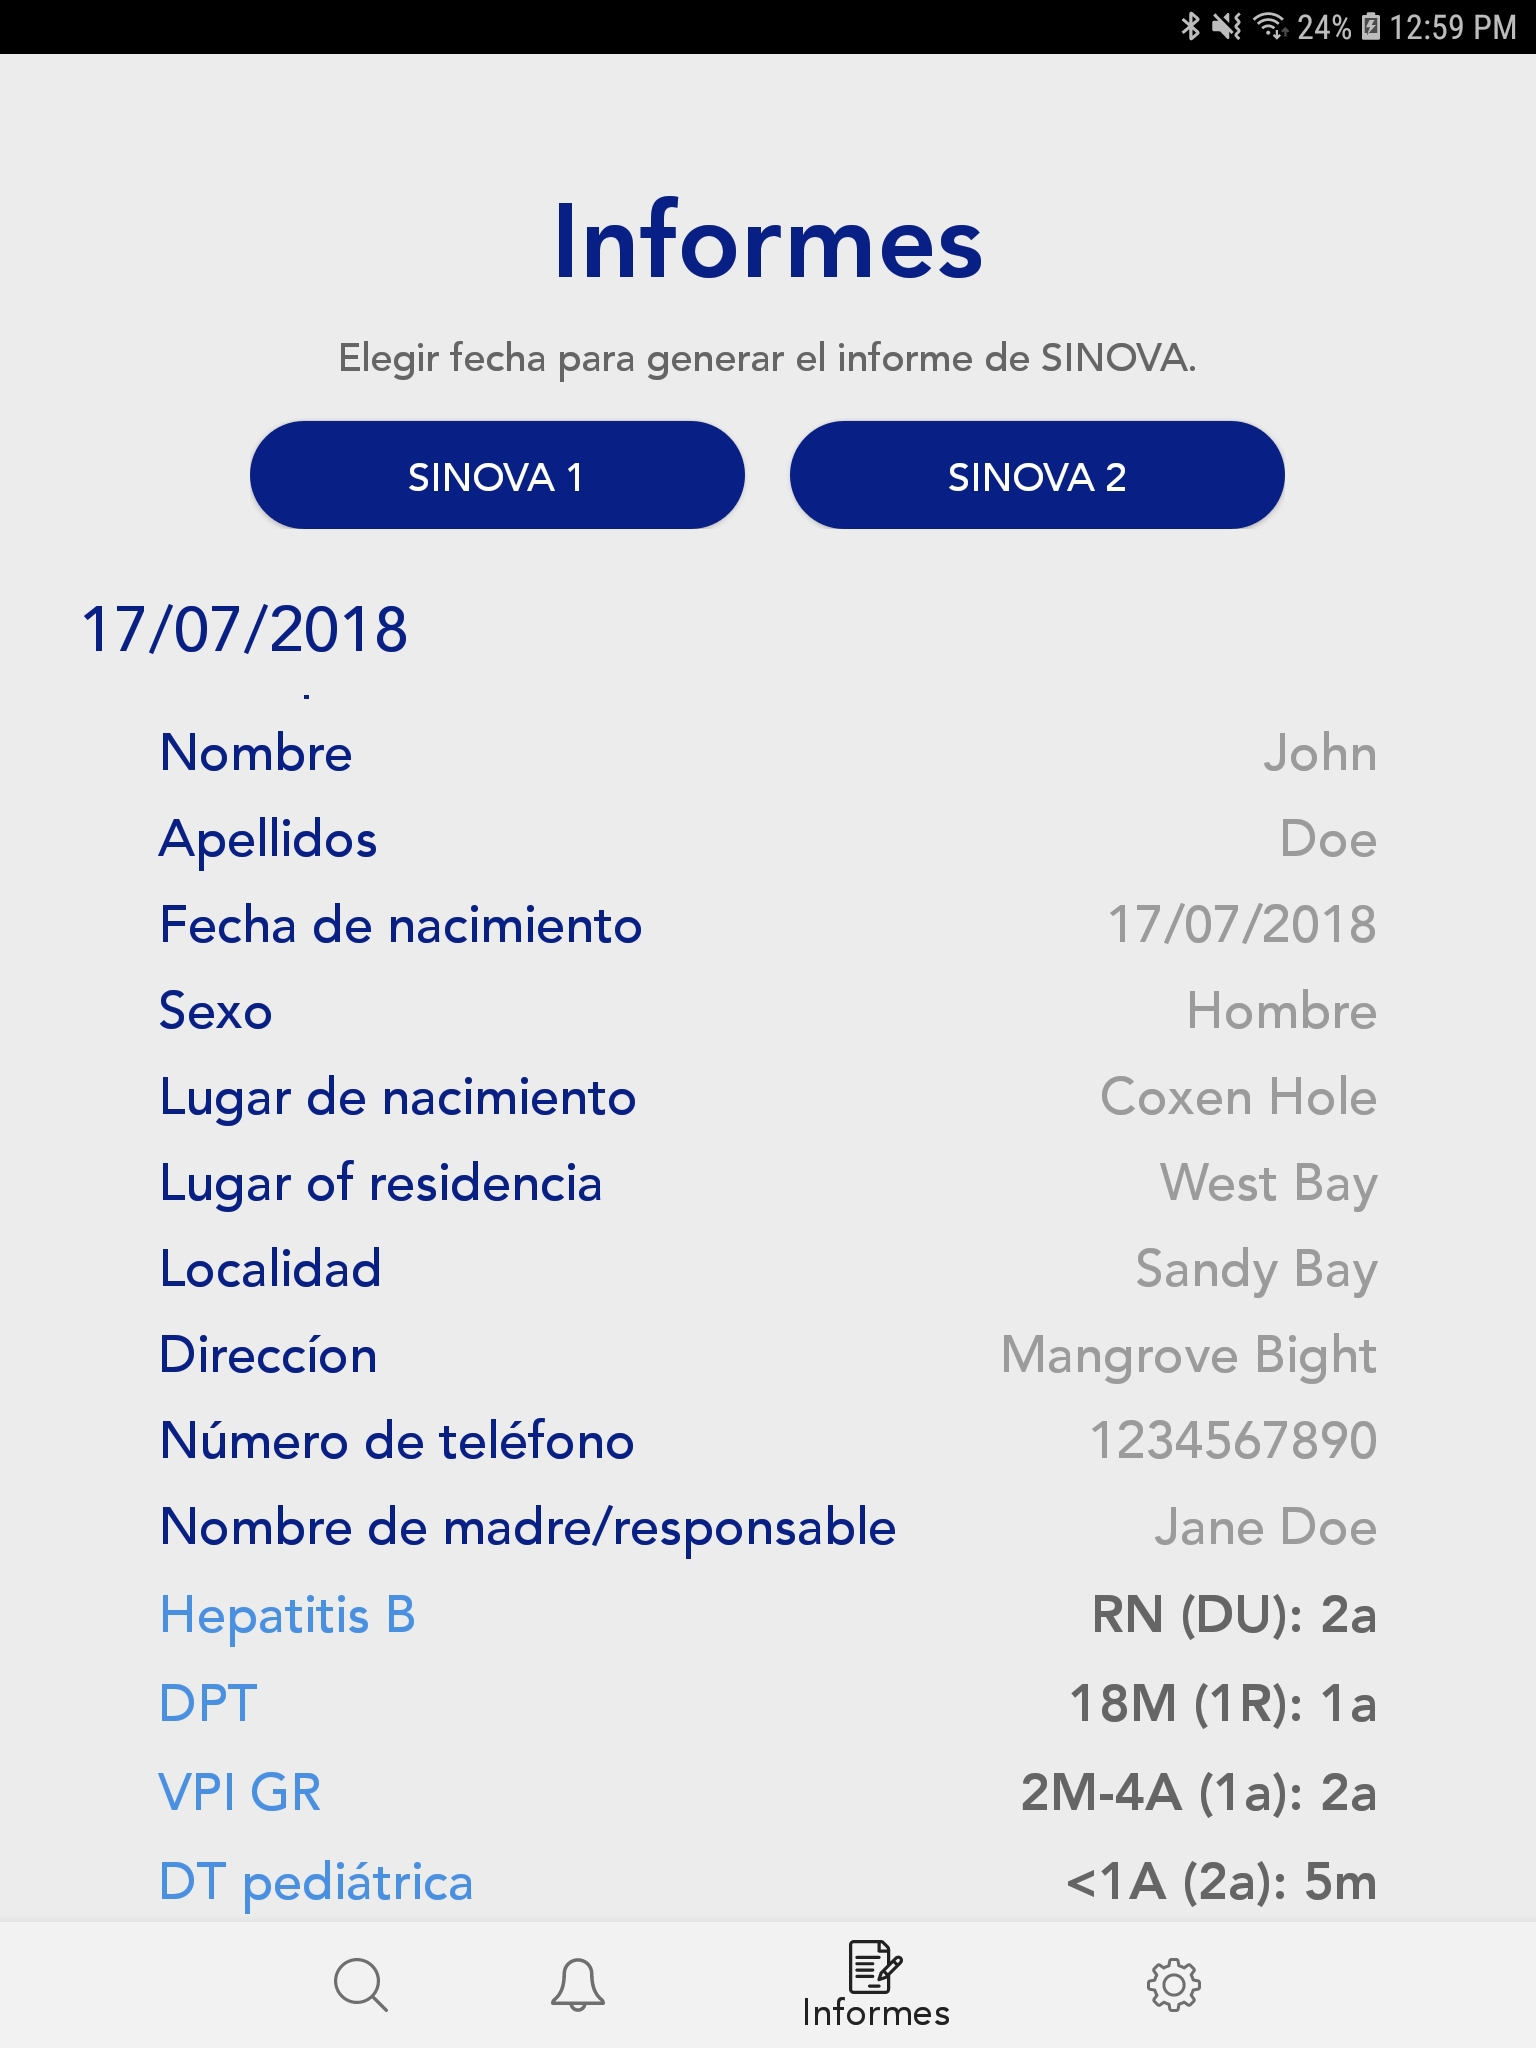 24% 12:59 PM
Informes
Elegir fecha para generar el informe de SINOVA.
SINOVA 1 SINOVA 2
17/07/2018
Nombre John
Apellidos Doe
Fecha de nacimiento 17/07/2018
Sexo Hombre
Lugar de nacimiento Coxen Hole
Lugar of residencia West Bay
Localidad Sandy Bay
Direccíon Mangrove Bight
Número de teléfono 1234567890
Nombre de madre/responsable Jane Doe
Hepatitis B RN (DU): 2a
DPT 18M (1R): 1a
VPI GR 2M-4A (1a): 2a
DT pediátrica <1A (2a): 5m
Informes